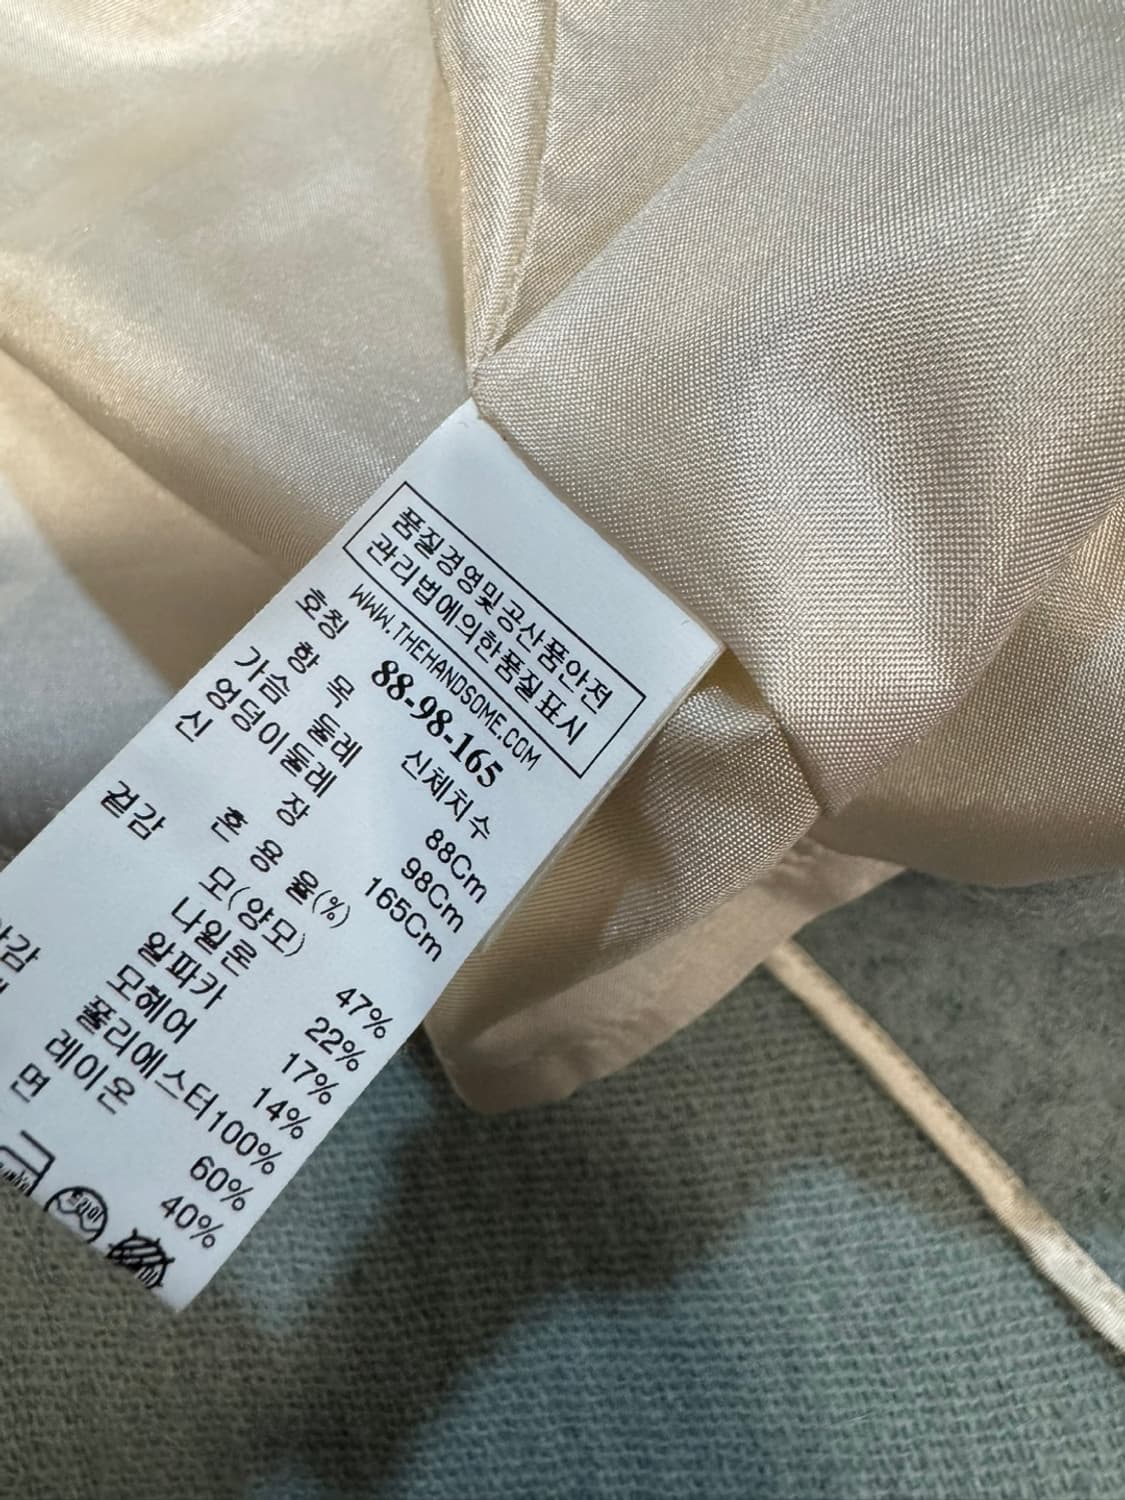 품질경영및공산품안전
관리법에의한품질표시
WWW.THEHANDSOME.COM
호칭 88-98-165
항 목 신체치수
가슴 둘레 88Cm
엉덩이둘레 98Cm
신 장 165Cm
혼 용 율(%)
겉감 모(양모) 47%
나일론 22%
알파카 17%
모헤어 14%
폴리에스터100%
레이온 60%
면 40%